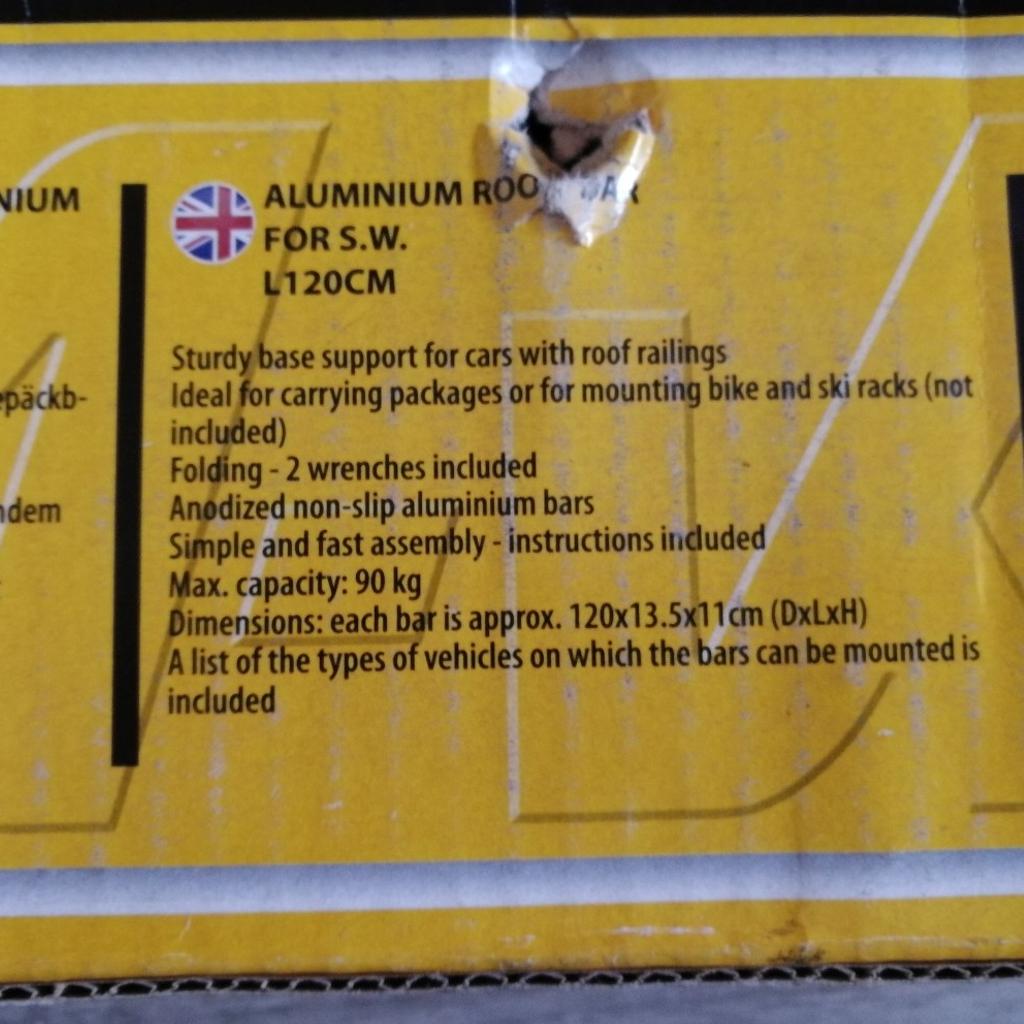 NIUM
epäckb-
ndem
ALUMINIUM ROOF BAR
FOR S.W.
L120CM
Sturdy base support for cars with roof railings
Ideal for carrying packages or for mounting bike and ski racks (not
included)
Folding - 2 wrenches included
Anodized non-slip aluminium bars
Simple and fast assembly - instructions included
Max. capacity: 90 kg
Dimensions: each bar is approx. 120x13.5x11cm (DxLxH)
A list of the types of vehicles on which the bars can be mounted is
included